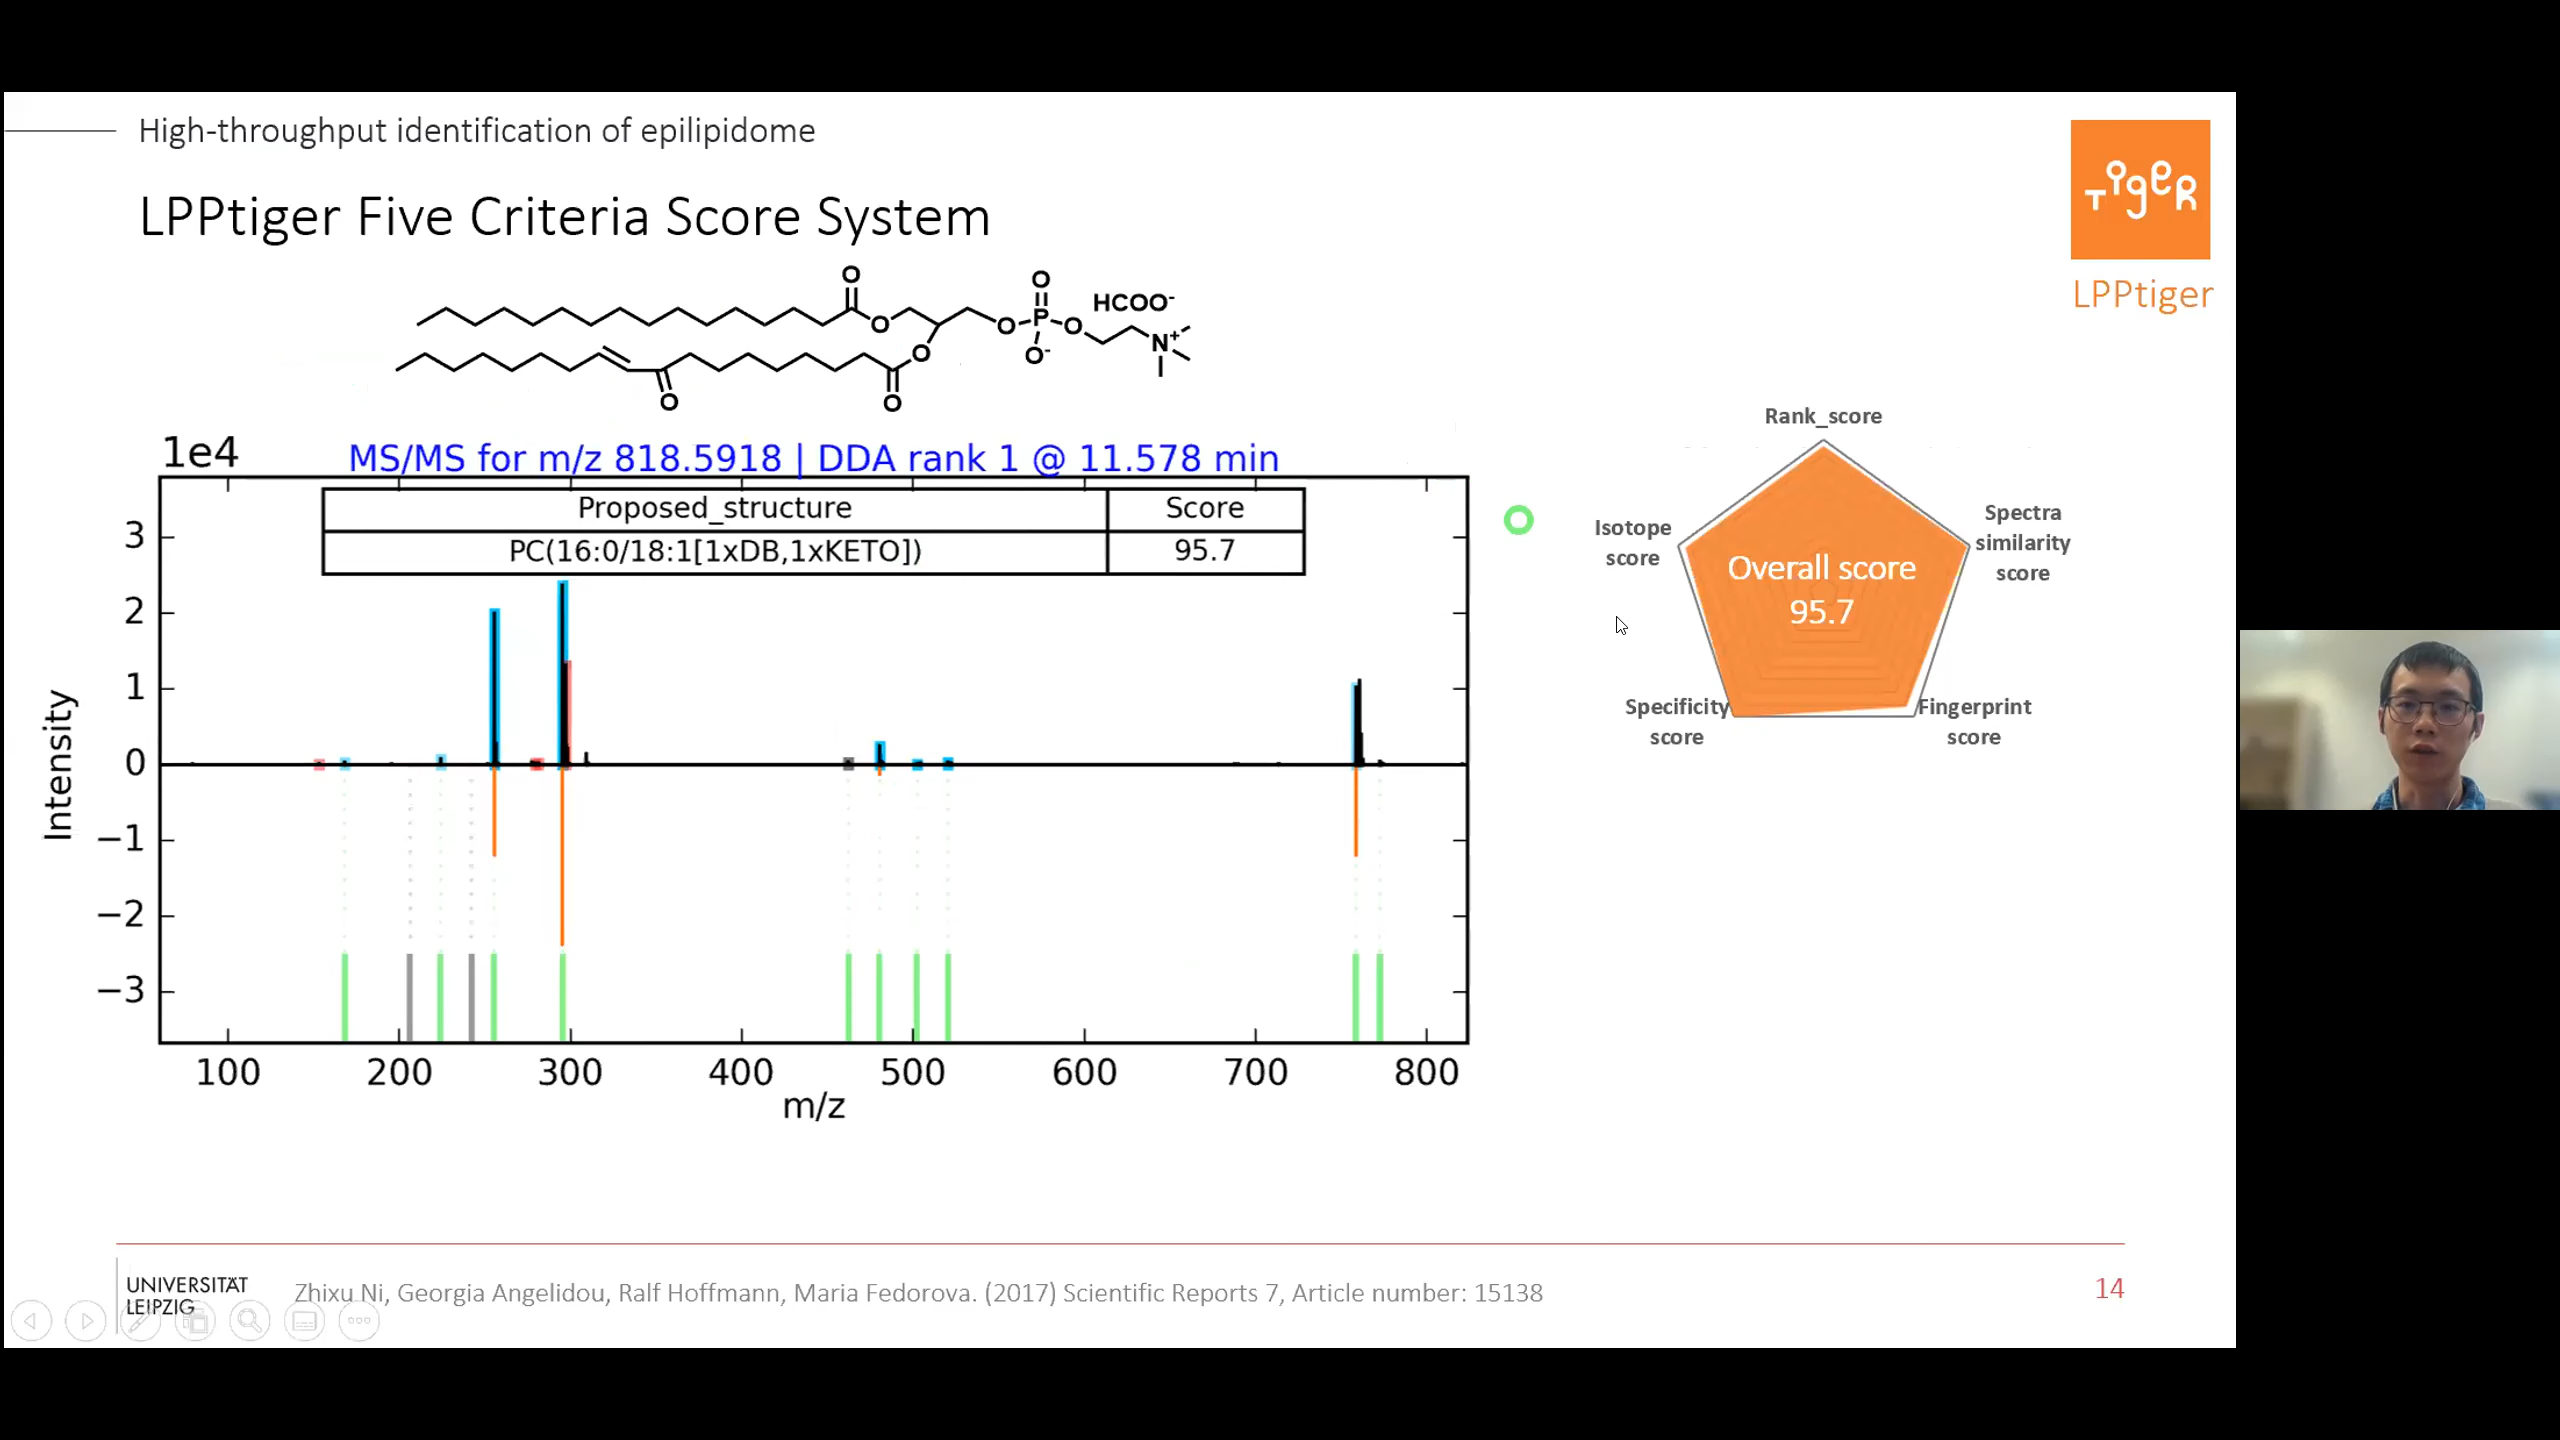 High-throughput identification of epilipidome
LPPtiger Five Criteria Score System
TIgER
LPPtiger
O
O
HCOO-
O
O
P
O
N+
O
O-
O
O
1e4
MS/MS for m/z 818.5918 | DDA rank 1 @ 11.578 min
Proposed_structure
Score
PC(16:0/18:1[1xDB,1xKETO])
95.7
3
2
1
0
−1
−2
−3
Intensity
100
200
300
400
500
600
700
800
m/z
Rank_score
Isotope
score
Spectra
similarity
score
Overall score
95.7
Specificity
score
Fingerprint
score
UNIVERSITÄT
LEIPZIG
Zhixu Ni, Georgia Angelidou, Ralf Hoffmann, Maria Fedorova. (2017) Scientific Reports 7, Article number: 15138
14